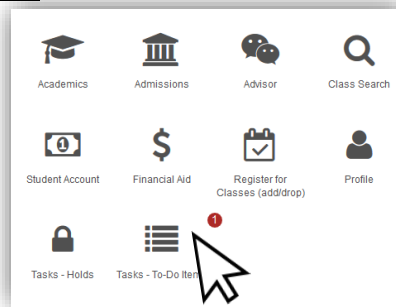 Academics
Admissions
Advisor
Class Search
Student Account
Financial Aid
Register for
Classes (add/drop)
Profile
1
Tasks - Holds
Tasks - To-Do Item